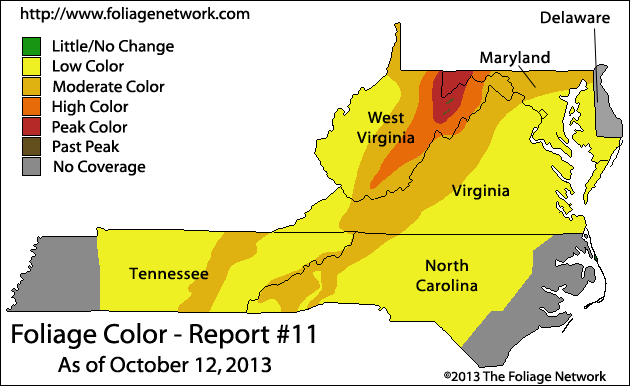 http://www.foliagenetwork.com
Delaware
Little/No Change
Low Color
Moderate Color
High Color
Peak Color
Past Peak
No Coverage
Maryland
West
Virginia
Virginia
Tennessee
North
Carolina
Foliage Color - Report #11
As of October 12, 2013
©2013 The Foliage Network